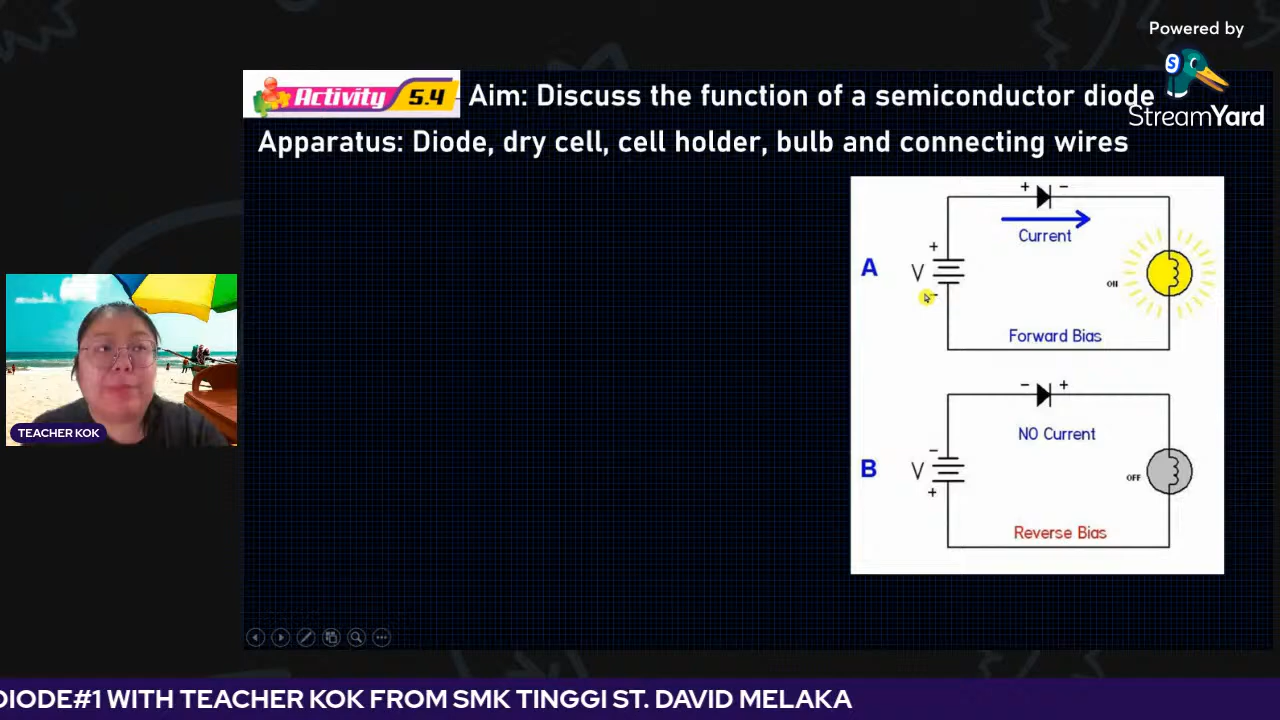 Powered by
S
StreamYard
Activity 5.4 Aim: Discuss the function of a semiconductor diode
Apparatus: Diode, dry cell, cell holder, bulb and connecting wires
+ −
Current
+
A V
ON
−
Forward Bias
− +
NO Current
−
B V
OFF
+
Reverse Bias
TEACHER KOK
DIODE#1 WITH TEACHER KOK FROM SMK TINGGI ST. DAVID MELAKA